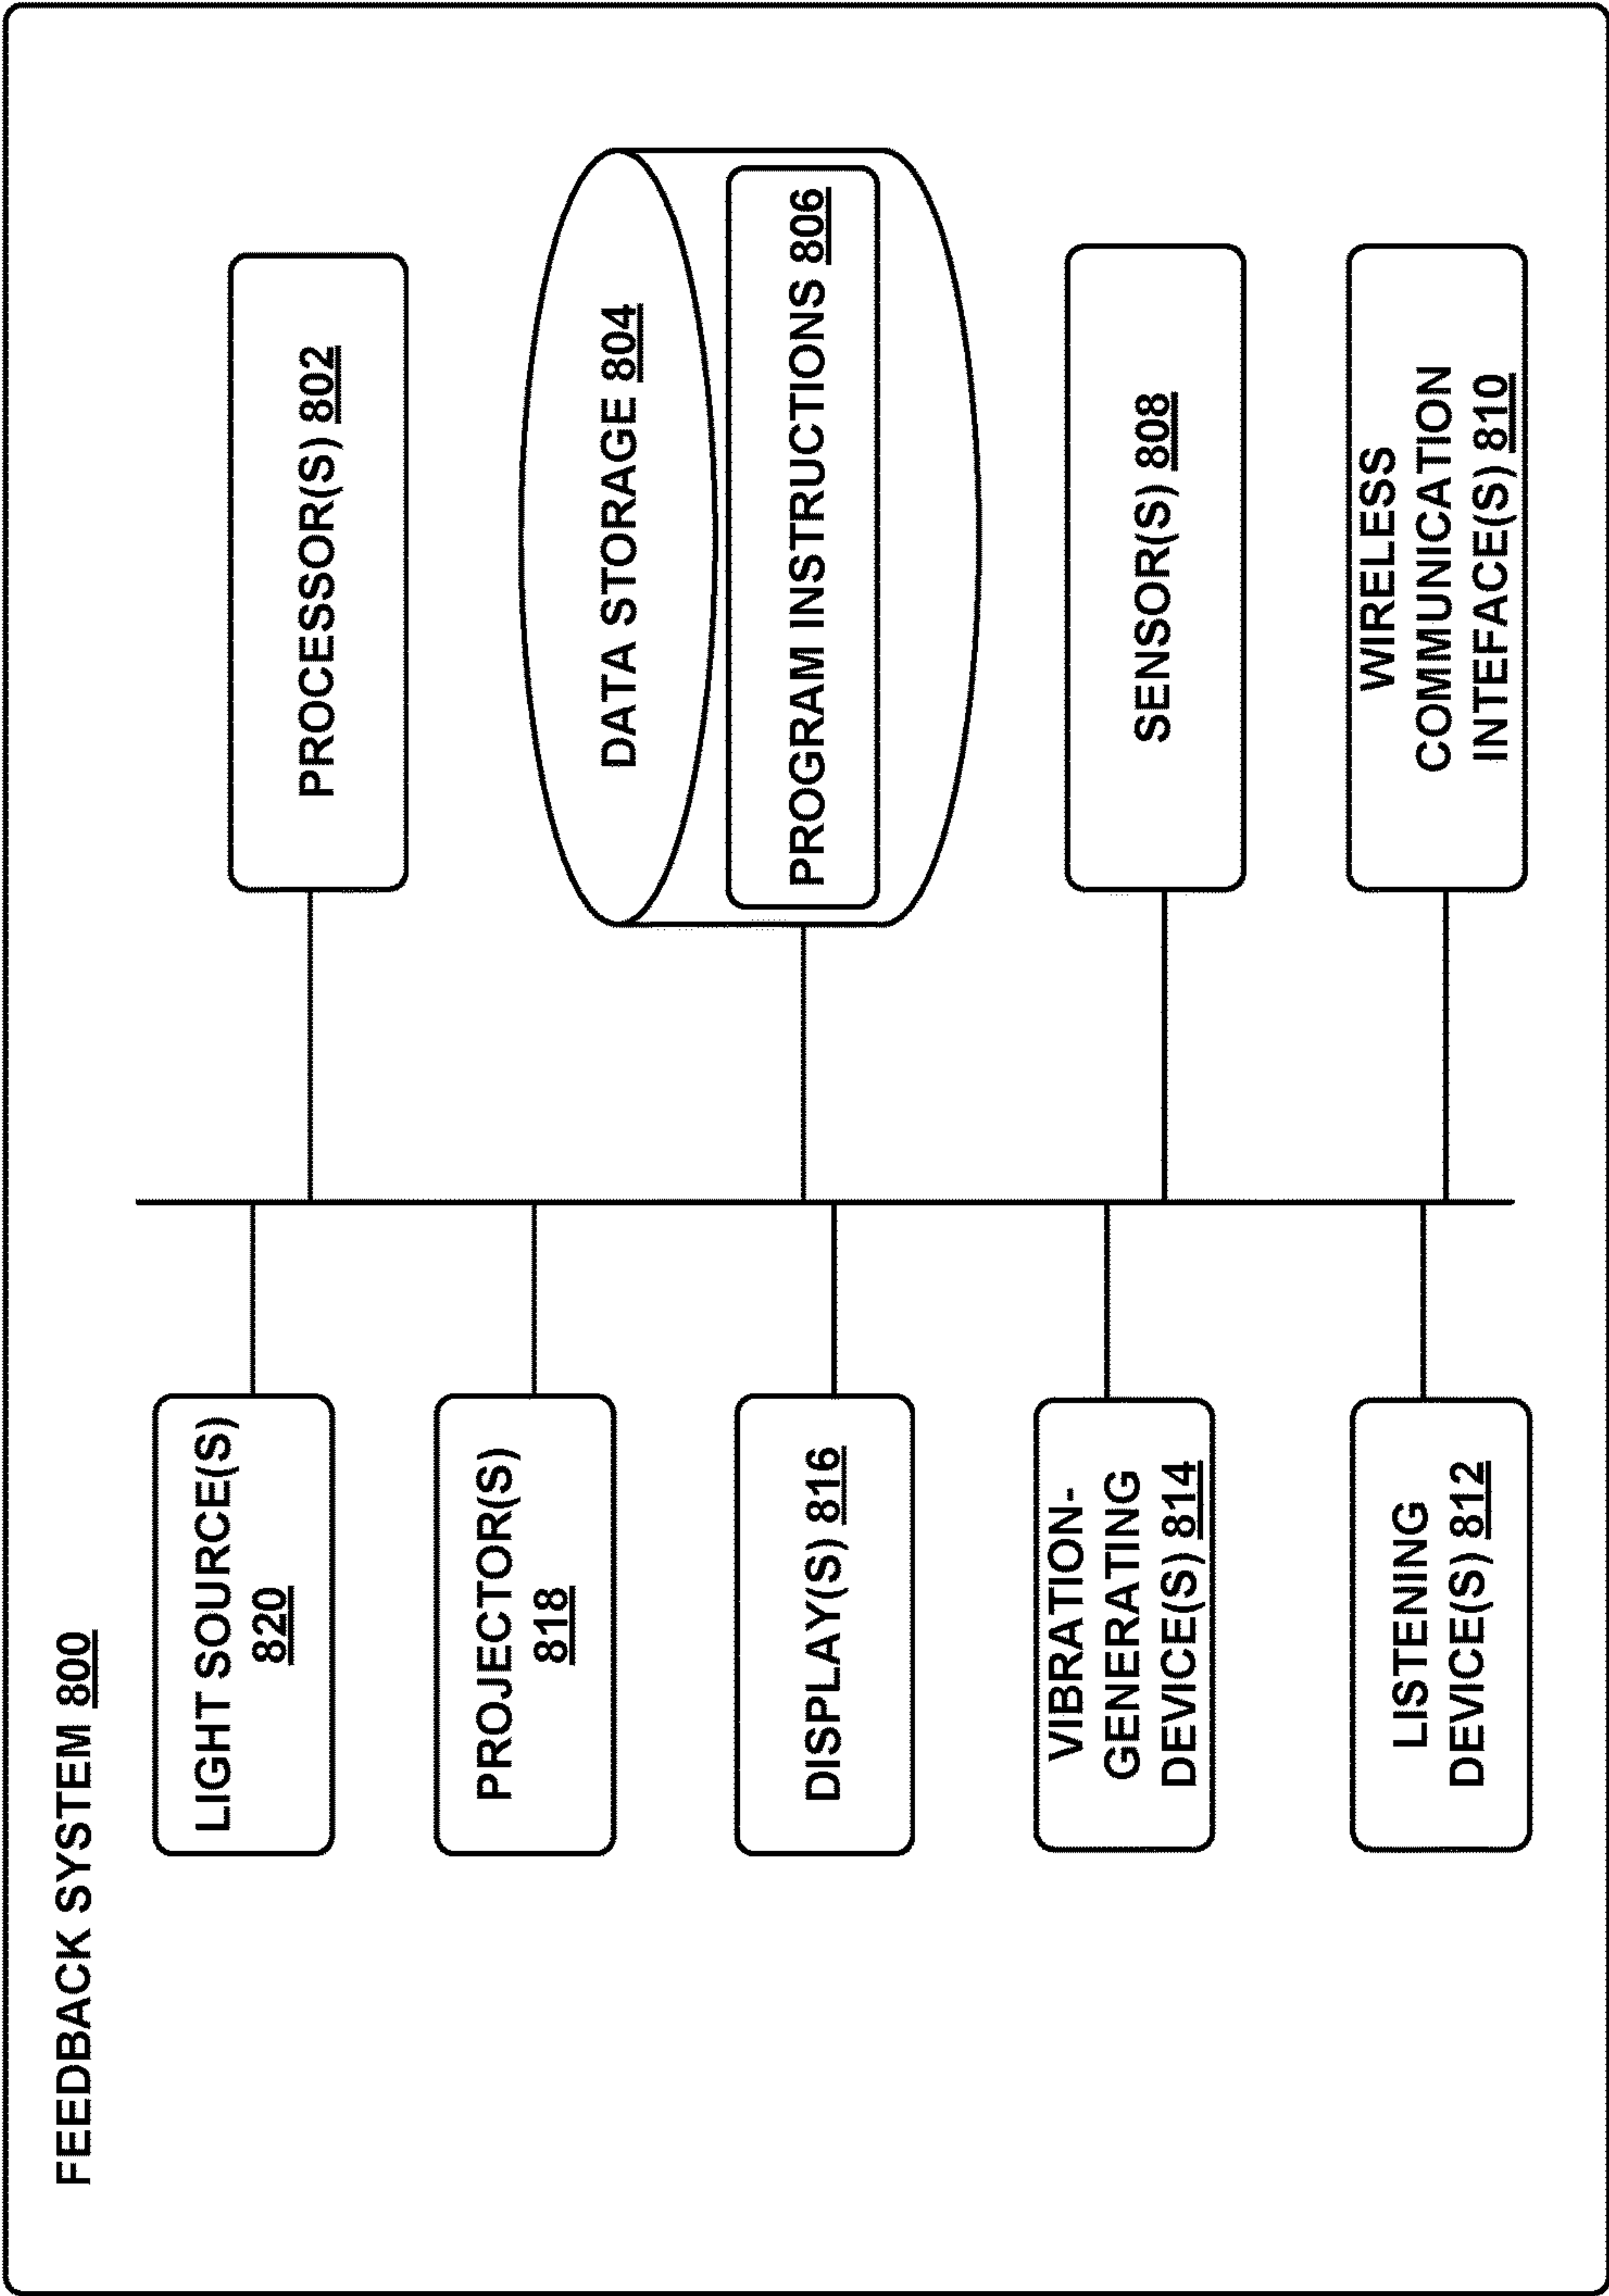 FEEDBACK SYSTEM 800
LIGHT SOURCE(S)
820
PROJECTOR(S)
818
DISPLAY(S) 816
VIBRATION-
GENERATING
DEVICE(S) 814
LISTENING
DEVICE(S) 812
PROCESSOR(S) 802
DATA STORAGE 804
PROGRAM INSTRUCTIONS 806
SENSOR(S) 808
WIRELESS
COMMUNICATION
INTEFACE(S) 810